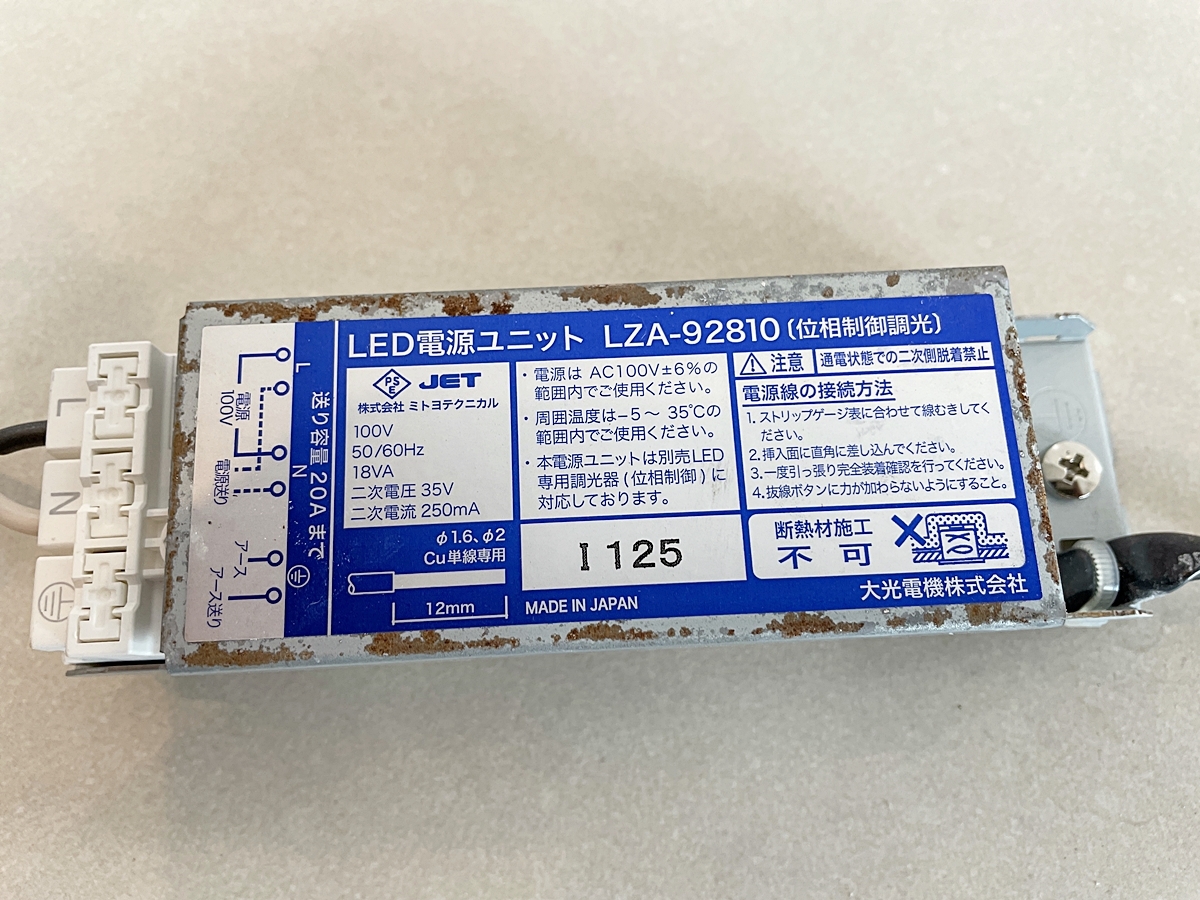 LED電源ユニット LZA-92810〔位相制御調光〕
PSE JET
株式会社 ミトヨテクニカル
100V
50/60Hz
18VA
二次電圧 35V
二次電流 250mA
φ1.6、φ2
Cu単線専用
12mm
・電源は AC100V±6%の
範囲内でご使用ください。
・周囲温度は−5～ 35℃の
範囲内でご使用ください。
・本電源ユニットは別売LED
専用調光器(位相制御)に
対応しております。
I 125
MADE IN JAPAN
注意 通電状態での二次側脱着禁止
電源線の接続方法
1. ストリップゲージ表に合わせて線むきしてく
ださい。
2. 挿入面に直角に差し込んでください。
3. 一度引っ張り完全装着確認を行ってください。
4. 抜線ボタンに力が加わらないようにすること。
断熱材施工
不 可
大光電機株式会社
送り容量 20Aまで
L
N
電源
100V
電源送り
アース
アース送り
L
N